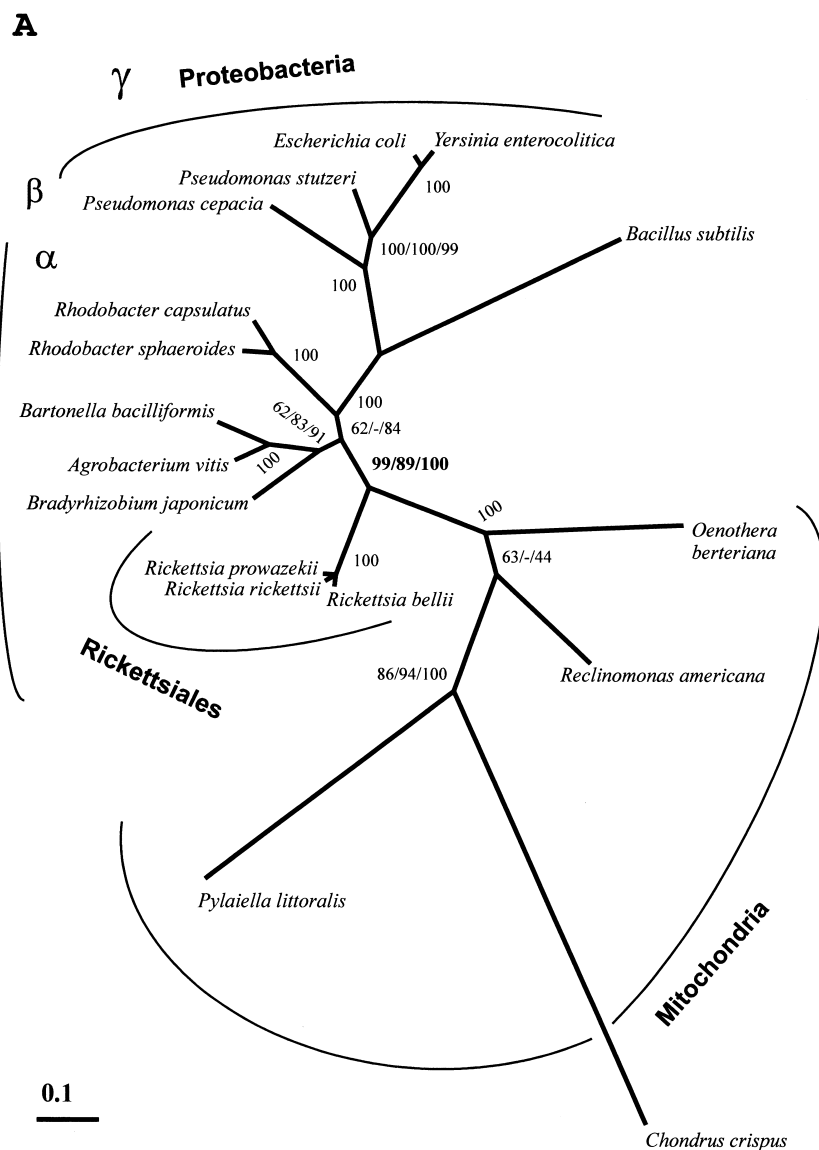 A
γ Proteobacteria
Escherichia coli
Yersinia enterocolitica
Pseudomonas stutzeri
100
β
Pseudomonas cepacia
Bacillus subtilis
100/100/99
α
100
Rhodobacter capsulatus
Rhodobacter sphaeroides
100
100
Bartonella bacilliformis
62/83/91
62/-/84
Agrobacterium vitis
100
99/89/100
Bradyrhizobium japonicum
100
Oenothera
berteriana
63/-/44
Rickettsia prowazekii
100
Rickettsia rickettsii
Rickettsia bellii
Rickettsiales
86/94/100
Reclinomonas americana
Pylaiella littoralis
Mitochondria
0.1
Chondrus crispus